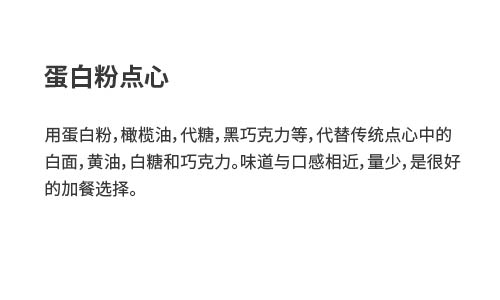 蛋白粉点心
用蛋白粉，橄榄油，代糖，黑巧克力等，代替传统点心中的
白面，黄油，白糖和巧克力。味道与口感相近，量少，是很好
的加餐选择。